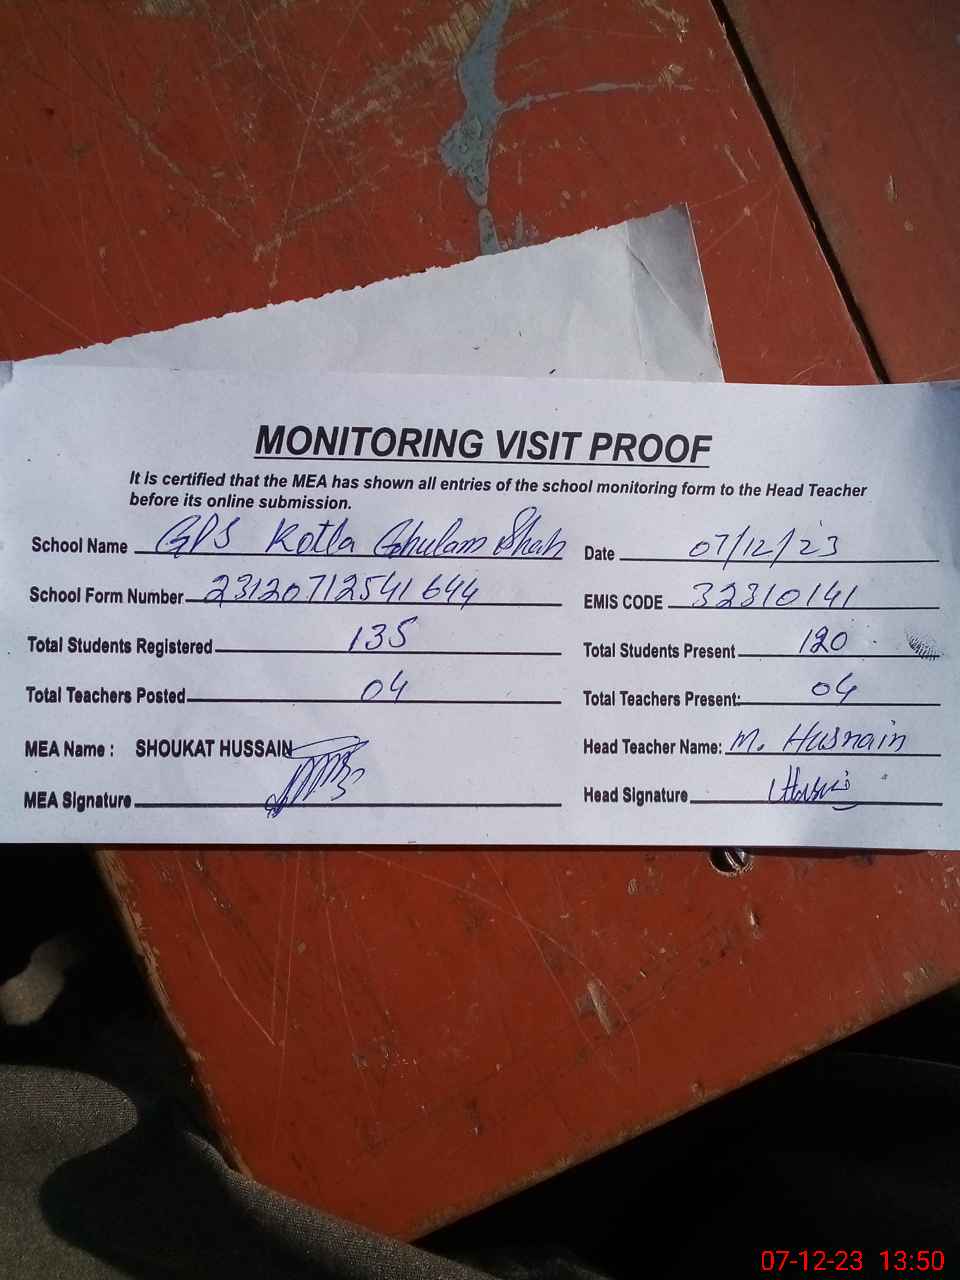 MONITORING VISIT PROOF
It is certified that the MEA has shown all entries of the school monitoring form to the Head Teacher
before its online submission.
School Name GPS Kotla Ghulam Shah Date 07/12/23
School Form Number 23120712541644 EMIS CODE 32310141
Total Students Registered 135 Total Students Present 120
Total Teachers Posted 04 Total Teachers Present: 04
MEA Name : SHOUKAT HUSSAIN Head Teacher Name: M. Husnain
MEA Signature Head Signature
07-12-23 13:50